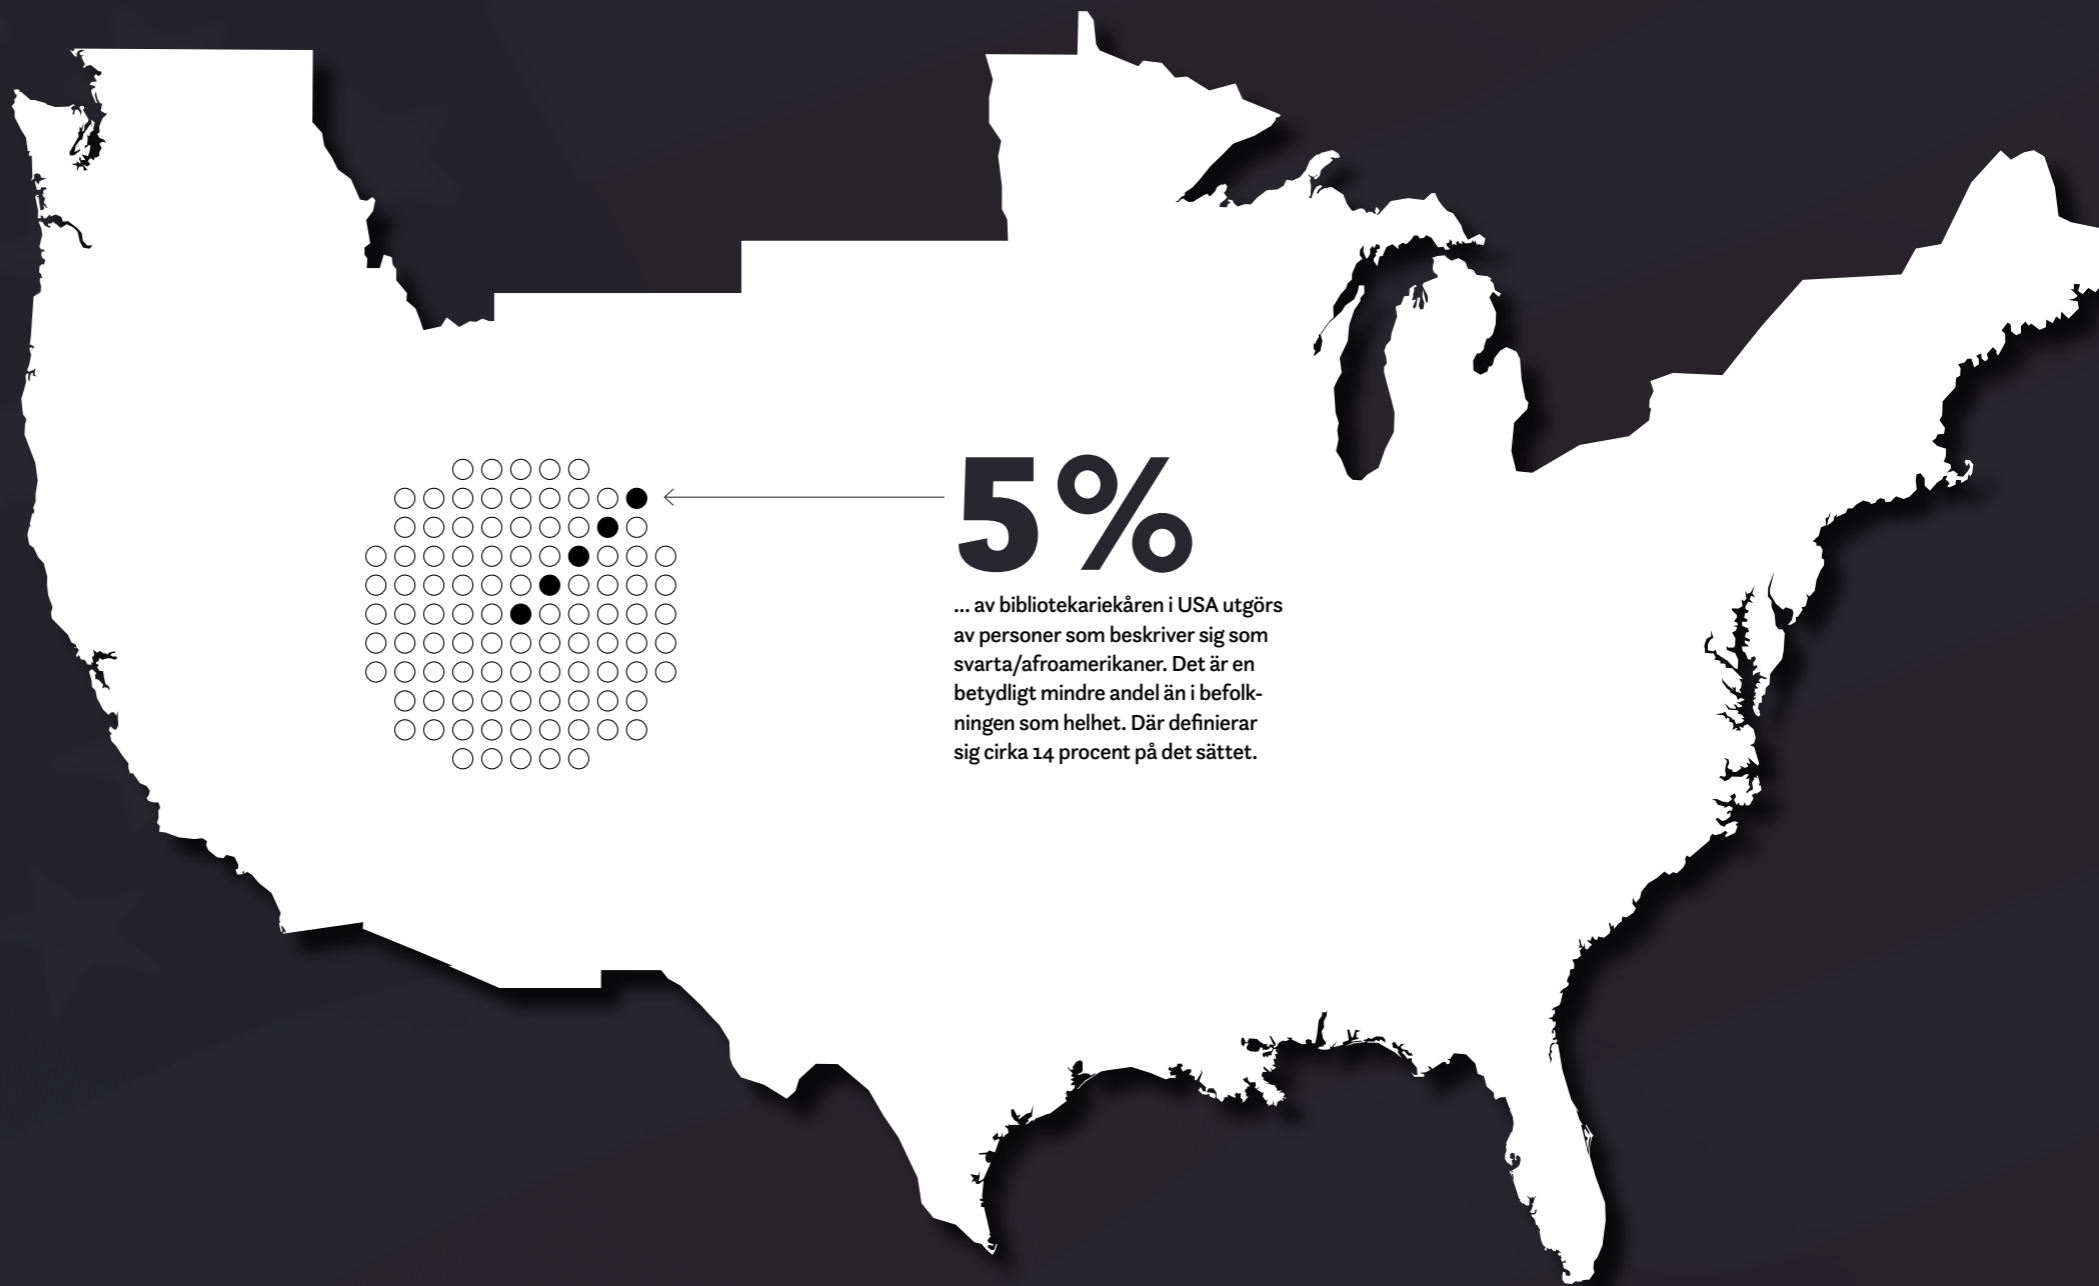 5%
... av bibliotekariekåren i USA utgörs
av personer som beskriver sig som
svarta/afroamerikaner. Det är en
betydligt mindre andel än i befolk-
ningen som helhet. Där definierar
sig cirka 14 procent på det sättet.